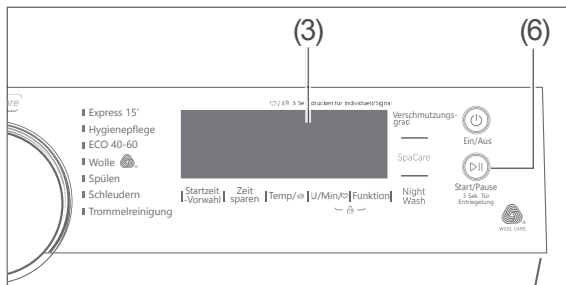 (3)
(6)
are
3 Sek. drücken für Individuell/Signal
Express 15'
Hygienepflege
ECO 40-60
Wolle
Spülen
Schleudern
Trommelreinigung
Verschmutzungs-
grad
SpaCare
Night
Wash
Startzeit
-Vorwahl
Zeit
sparen
Temp/
U/Min/
Funktion
Ein/Aus
Start/Pause
3 Sek. Tür
Entriegelung
WOOL CARE